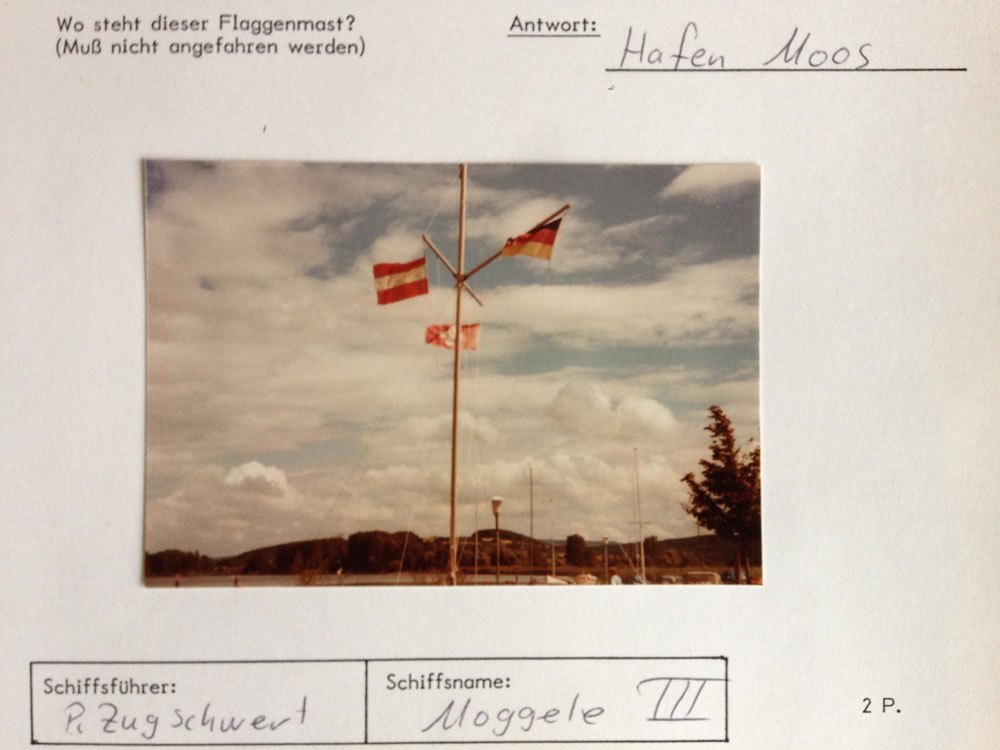 Wo steht dieser Flaggenmast?
(Muß nicht angefahren werden)
Antwort: Hafen Moos
Schiffsführer:
P. Zugschwert
Schiffsname:
Moggele III
2 P.